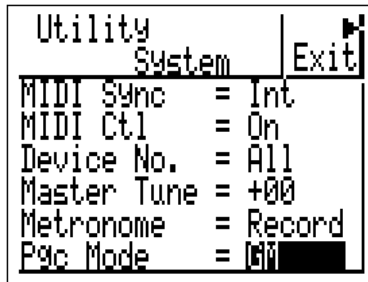 Utility
Exit
System
MIDI Sync = Int
MIDI Ctl = On
Device No. = All
Master Tune = +00
Metronome = Record
Pgc Mode = GM